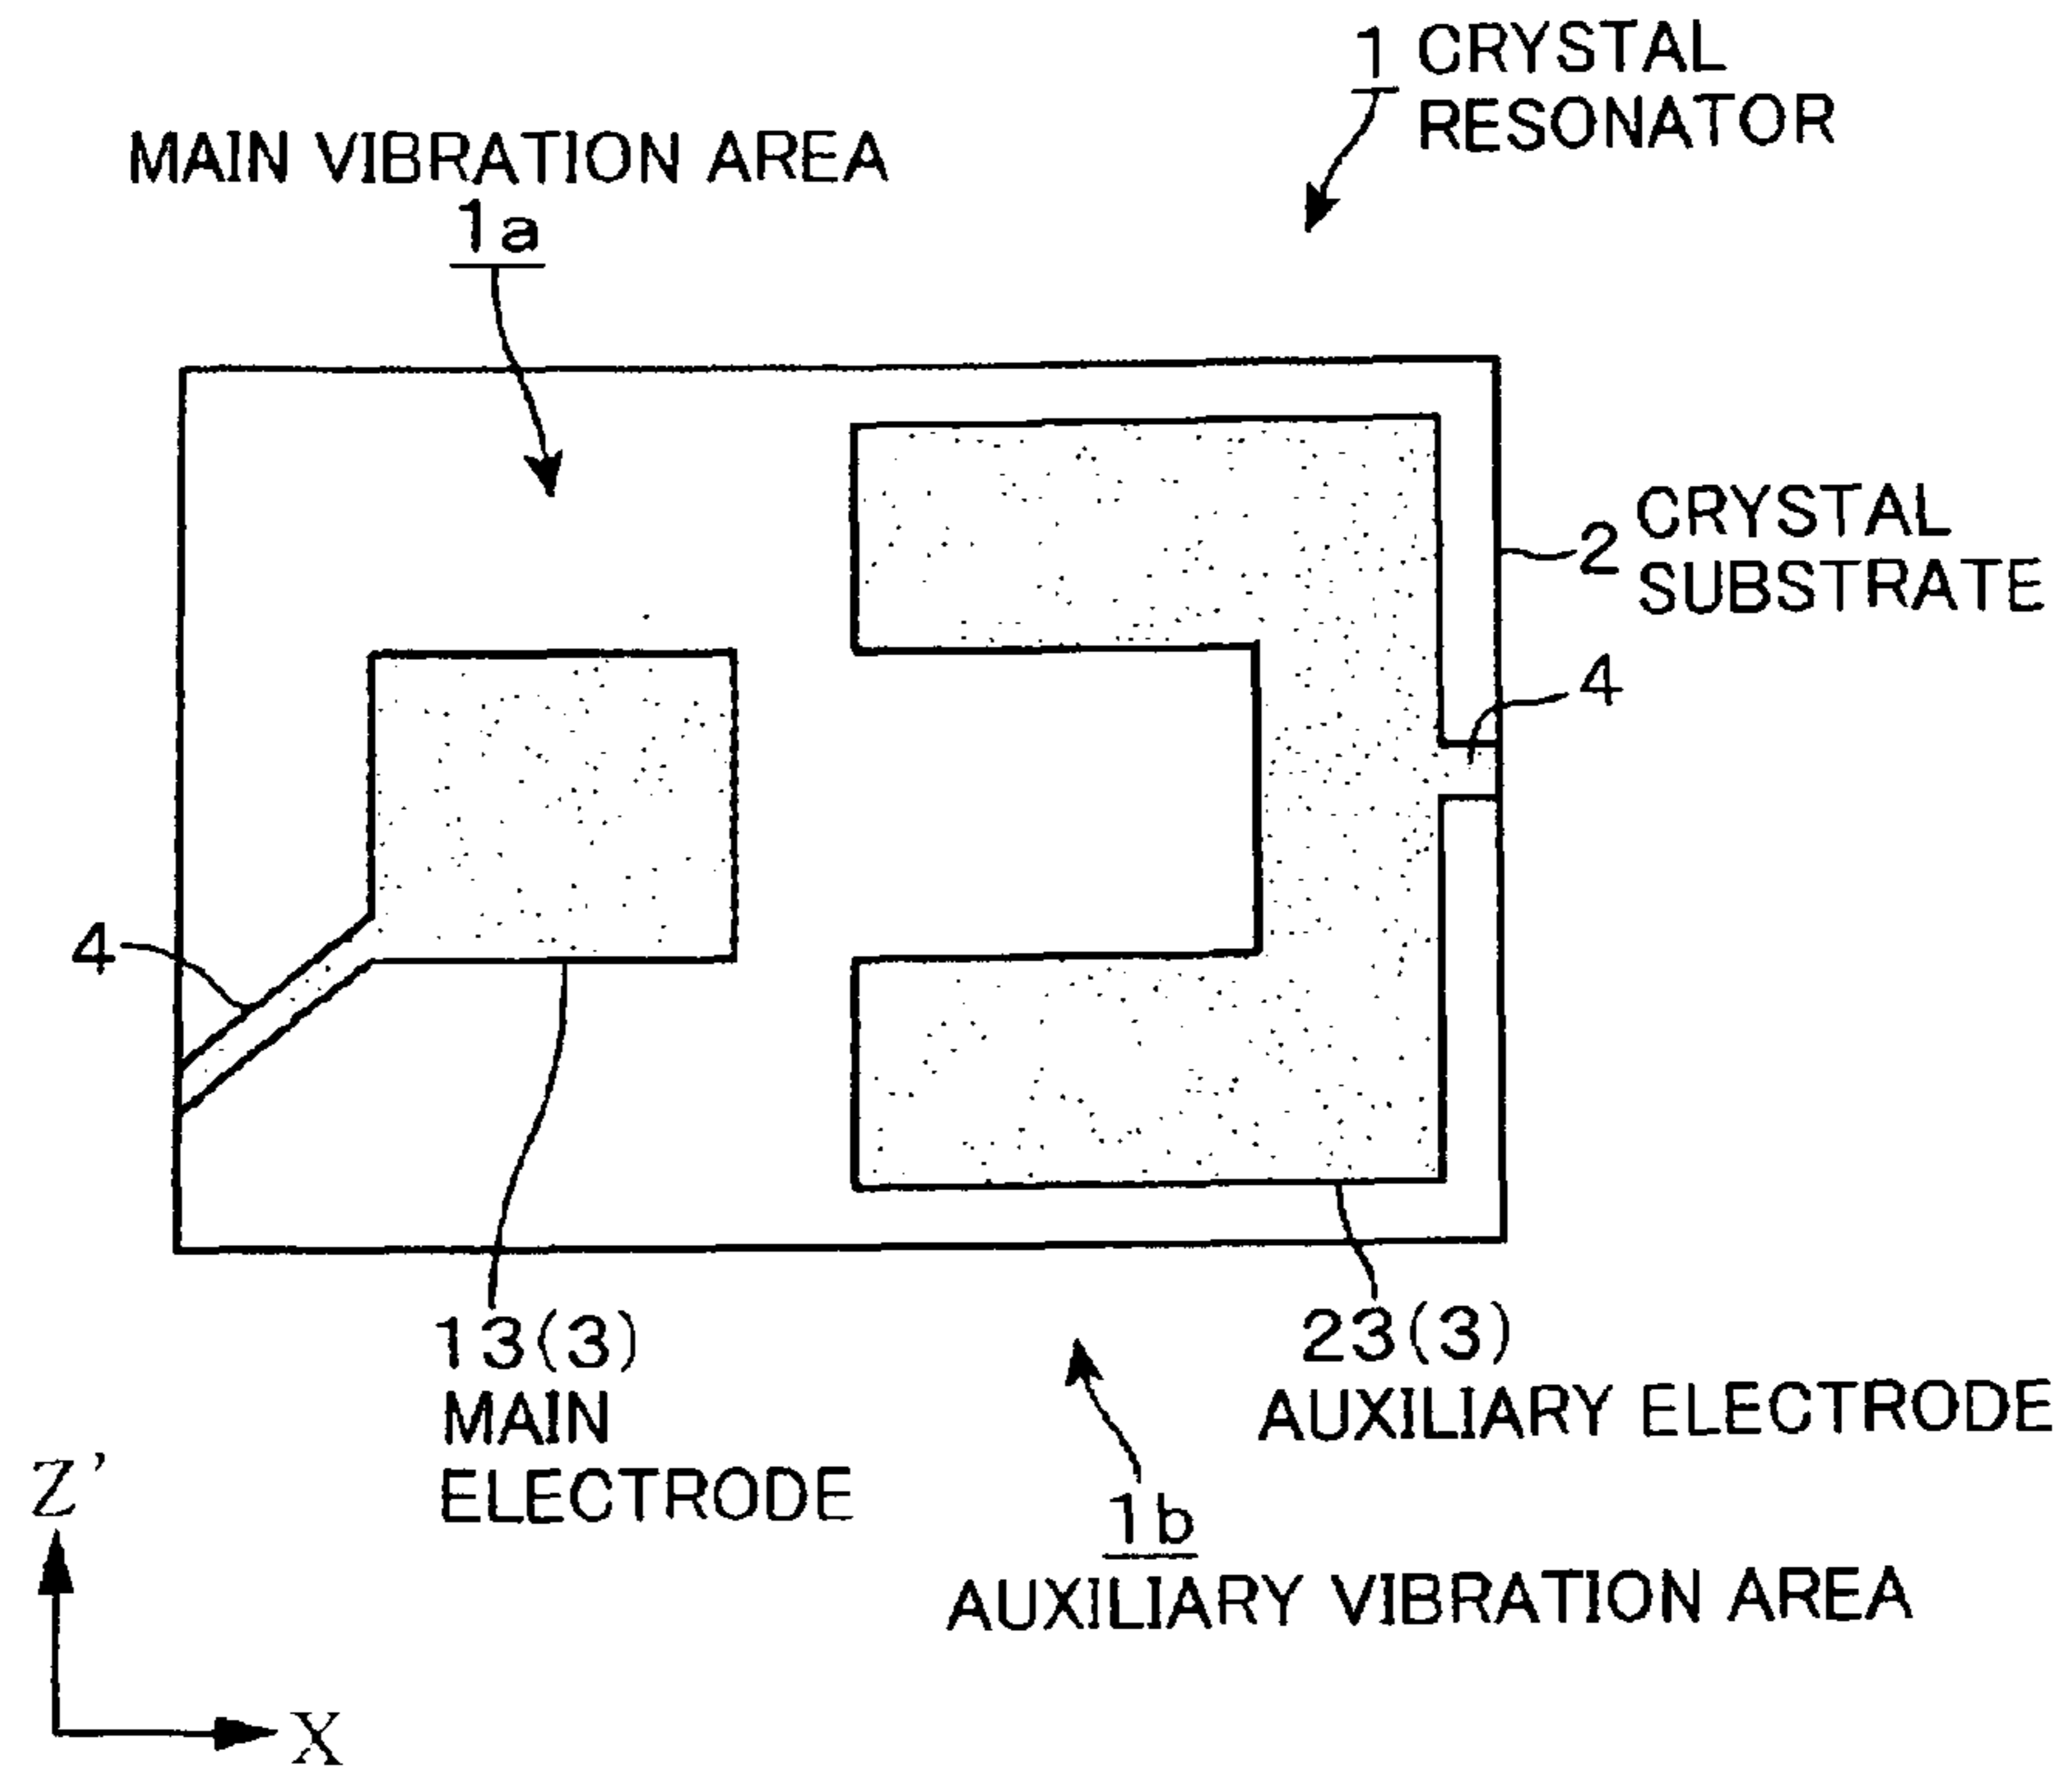 1 CRYSTAL
RESONATOR
MAIN VIBRATION AREA
1a
2 CRYSTAL
SUBSTRATE
4
4
13(3)
MAIN
ELECTRODE
23(3)
AUXILIARY ELECTRODE
1b
AUXILIARY VIBRATION AREA
Z'
X